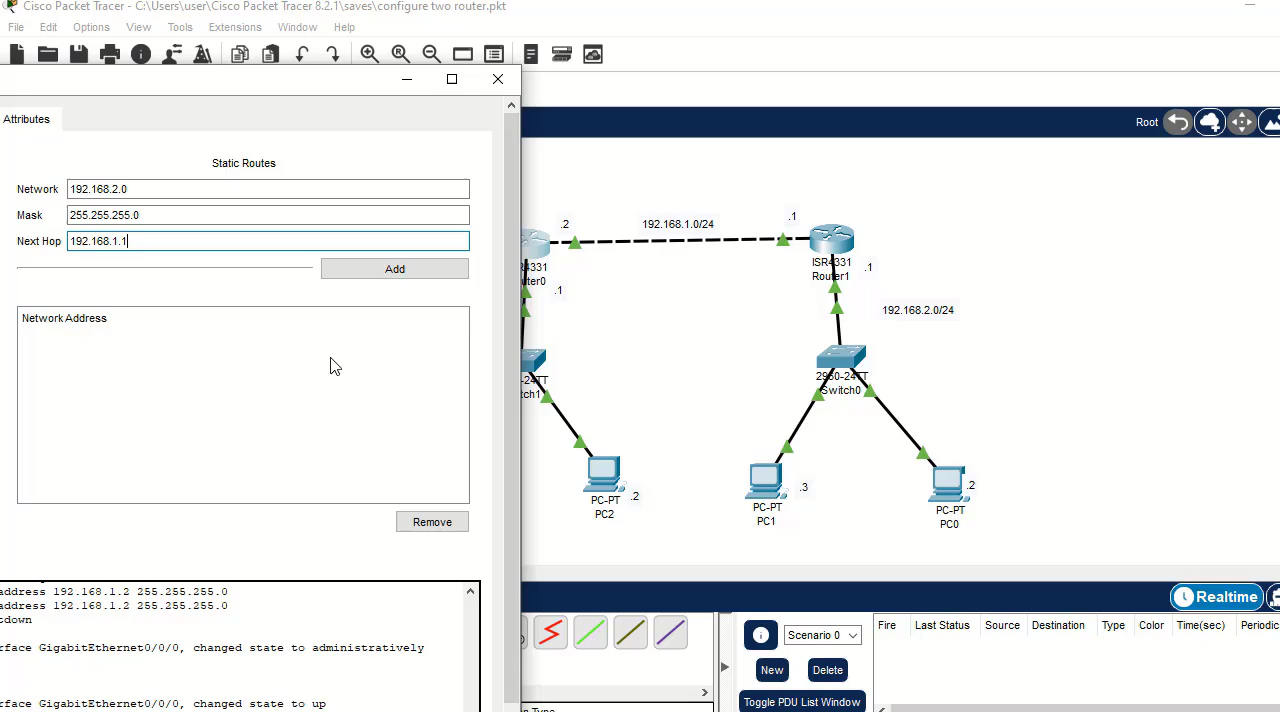 Cisco Packet Tracer - C:\Users\user\Cisco Packet Tracer 8.2.1\saves\configure two router.pkt
File Edit Options View Tools Extensions Window Help
Attributes
Root
Static Routes
Network 192.168.2.0
Mask 255.255.255.0
Next Hop 192.168.1.1
Add
Network Address
Remove
address 192.168.1.2 255.255.255.0
address 192.168.1.2 255.255.255.0
tdown
rface GigabitEthernet0/0/0, changed state to administratively
rface GigabitEthernet0/0/0, changed state to up
.2
192.168.1.0/24
.1
4331
uter0
.1
ISR4331
Router1
.1
192.168.2.0/24
-24TT
tch1
2960-24TT
Switch0
PC-PT
PC2
.2
PC-PT
PC1
.3
PC-PT
PC0
.2
Realtime
Scenario 0
New
Delete
Toggle PDU List Window
Fire Last Status Source Destination Type Color Time(sec) Periodic